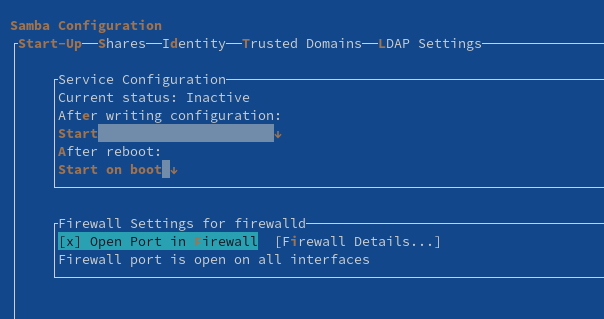 Samba Configuration
Start-Up Shares Identity Trusted Domains LDAP Settings
Service Configuration
Current status: Inactive
After writing configuration:
Start ↓
After reboot:
Start on boot ↓
Firewall Settings for firewalld
[x] Open Port in Firewall [Firewall Details...]
Firewall port is open on all interfaces